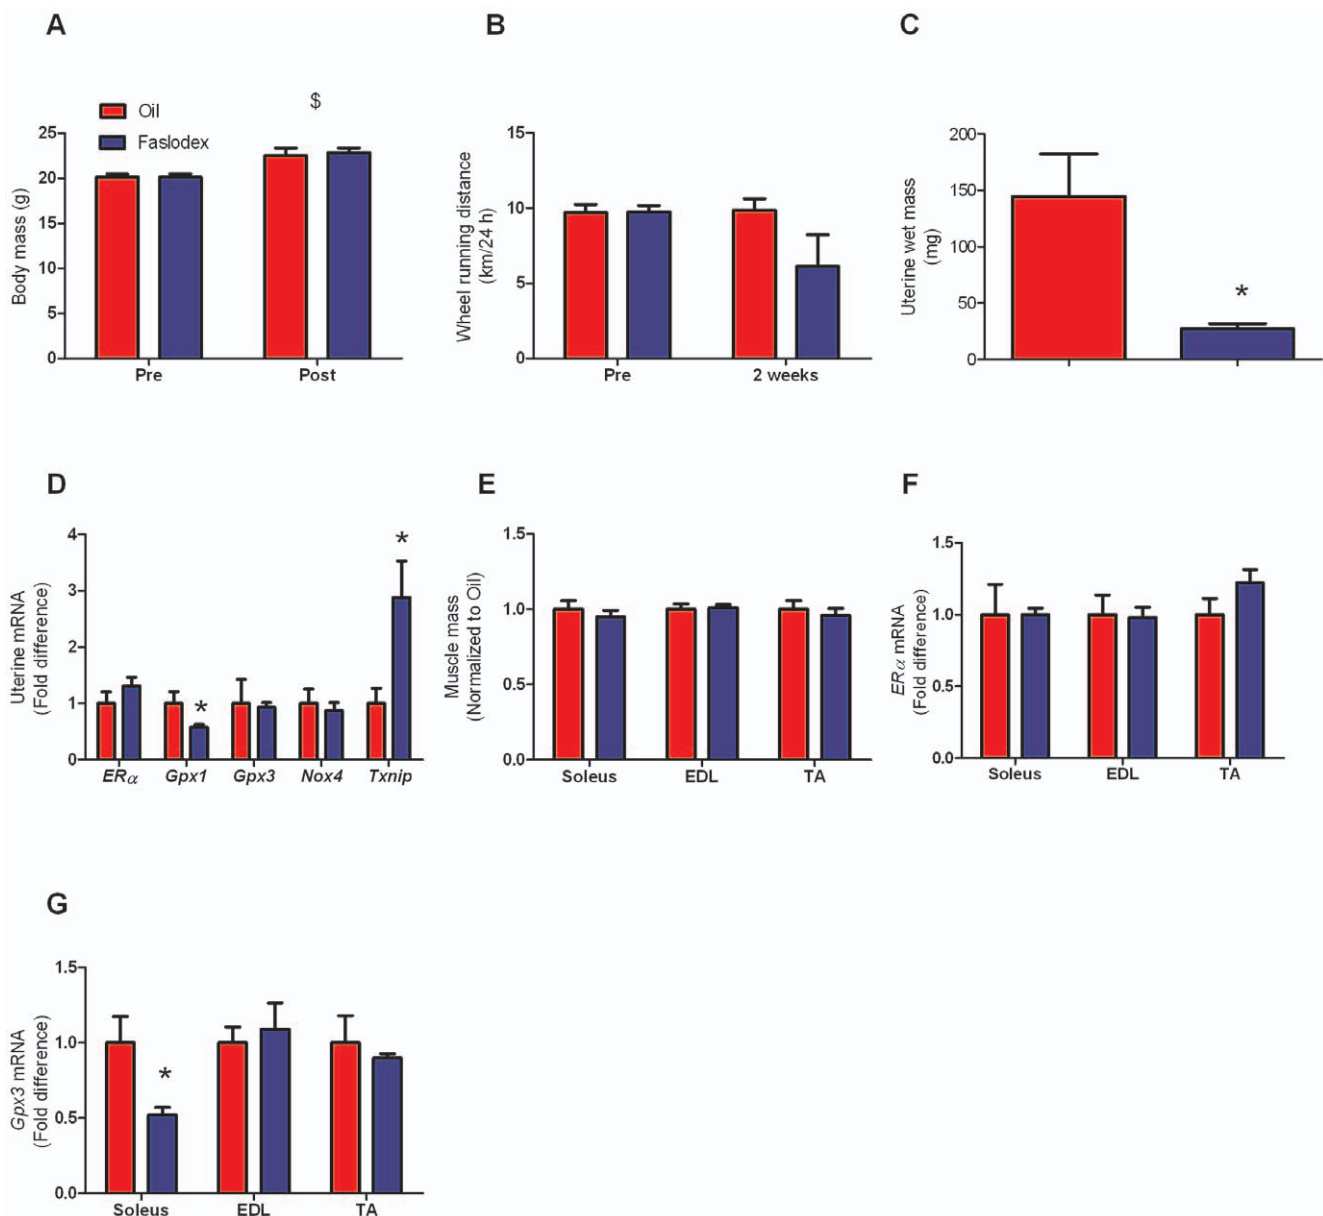 A
B
C
$
Oil
Faslodex
Body mass (g)
25
20
15
10
5
0
Pre
Post
Wheel running distance
(km/24 h)
15
10
5
0
Pre
2 weeks
Uterine wet mass
(mg)
200
150
100
50
0
*
D
E
F
Uterine mRNA
(Fold difference)
4
3
2
1
0
*
*
ERα
Gpx1
Gpx3
Nox4
Txnip
Muscle mass
(Normalized to Oil)
1.5
1.0
0.5
0.0
Soleus
EDL
TA
ERα mRNA
(Fold difference)
1.5
1.0
0.5
0.0
Soleus
EDL
TA
G
Gpx3 mRNA
(Fold difference)
1.5
1.0
0.5
0.0
*
Soleus
EDL
TA